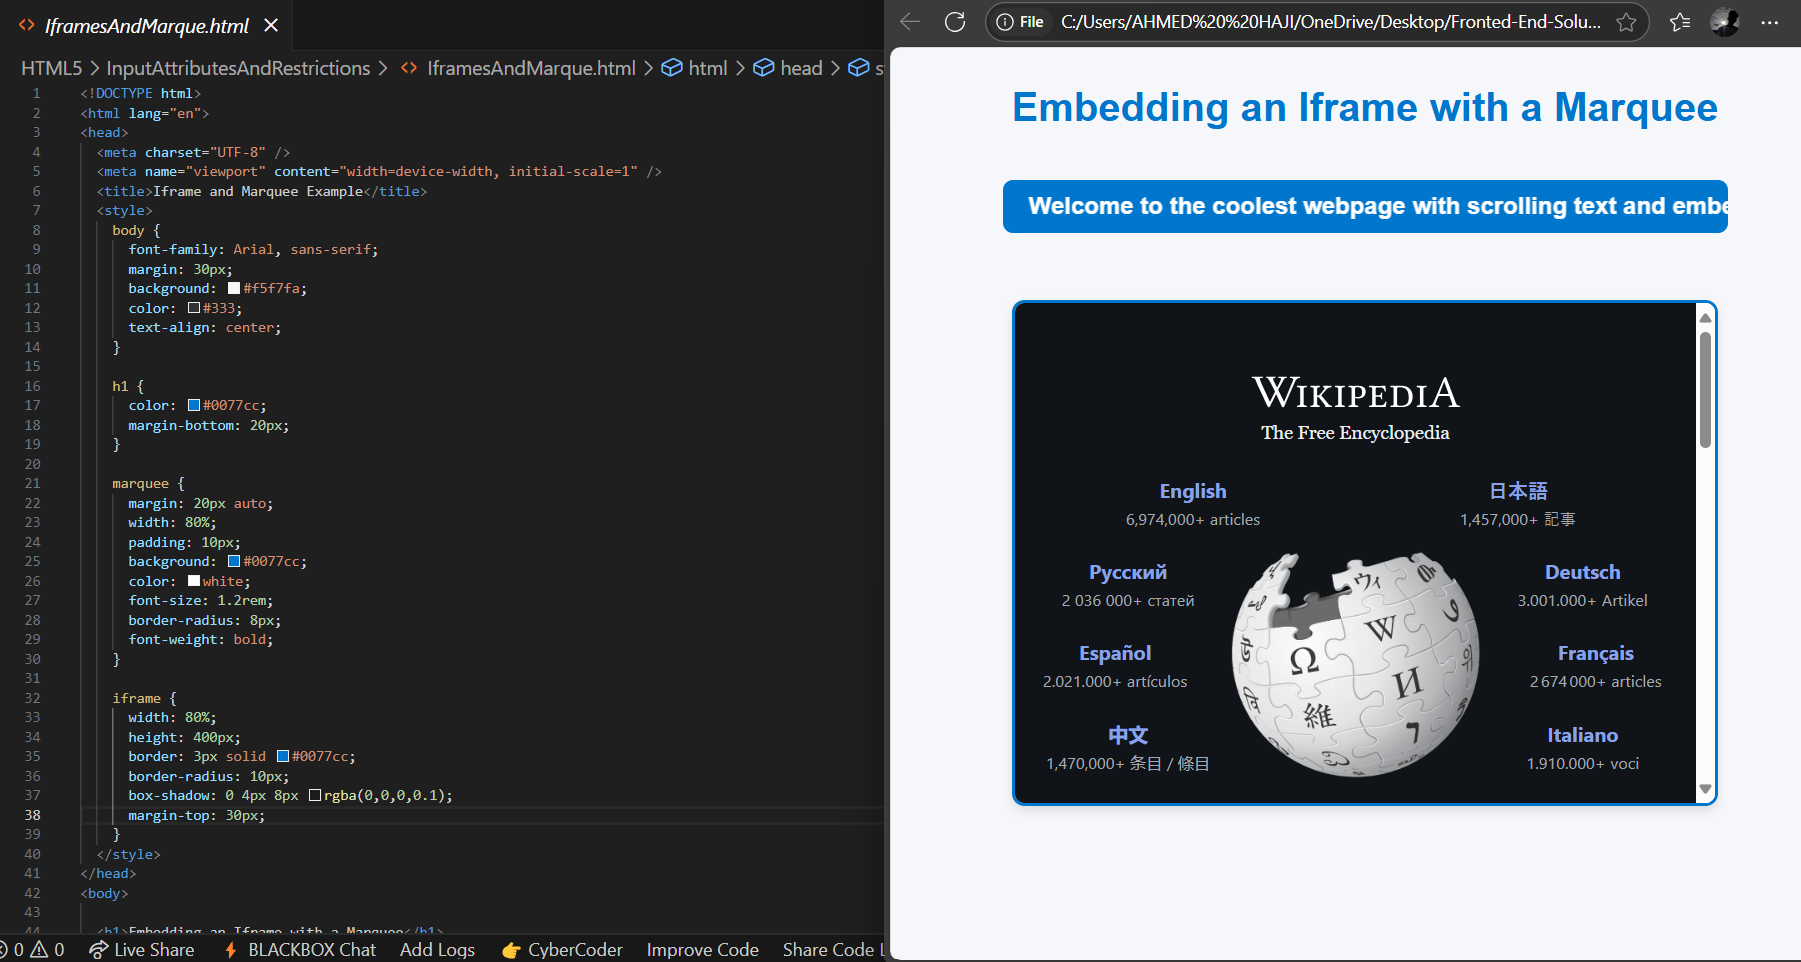 IframesAndMarque.html
HTML5 > InputAttributesAndRestrictions > IframesAndMarque.html > html > head > s
1 <!DOCTYPE html>
2 <html lang="en">
3 <head>
4 <meta charset="UTF-8" />
5 <meta name="viewport" content="width=device-width, initial-scale=1" />
6 <title>Iframe and Marquee Example</title>
7 <style>
8 body {
9 font-family: Arial, sans-serif;
10 margin: 30px;
11 background: #f5f7fa;
12 color: #333;
13 text-align: center;
14 }
15
16 h1 {
17 color: #0077cc;
18 margin-bottom: 20px;
19 }
20
21 marquee {
22 margin: 20px auto;
23 width: 80%;
24 padding: 10px;
25 background: #0077cc;
26 color: white;
27 font-size: 1.2rem;
28 border-radius: 8px;
29 font-weight: bold;
30 }
31
32 iframe {
33 width: 80%;
34 height: 400px;
35 border: 3px solid #0077cc;
36 border-radius: 10px;
37 box-shadow: 0 4px 8px rgba(0,0,0,0.1);
38 margin-top: 30px;
39 }
40 </style>
41 </head>
42 <body>
43
44 <h1>Embedding an Iframe with a Marquee</h1>
0 0 Live Share BLACKBOX Chat Add Logs CyberCoder Improve Code Share Code L
File C:/Users/AHMED%20%20HAJI/OneDrive/Desktop/Fronted-End-Solu...
Embedding an Iframe with a Marquee
Welcome to the coolest webpage with scrolling text and embe
WIKIPEDIA
The Free Encyclopedia
English
6,974,000+ articles
日本語
1,457,000+ 記事
Русский
2 036 000+ статей
Deutsch
3.001.000+ Artikel
Español
2.021.000+ artículos
Français
2 674 000+ articles
中文
1,470,000+ 条目 / 條目
Italiano
1.910.000+ voci
Ω
W
И
維
ウィ